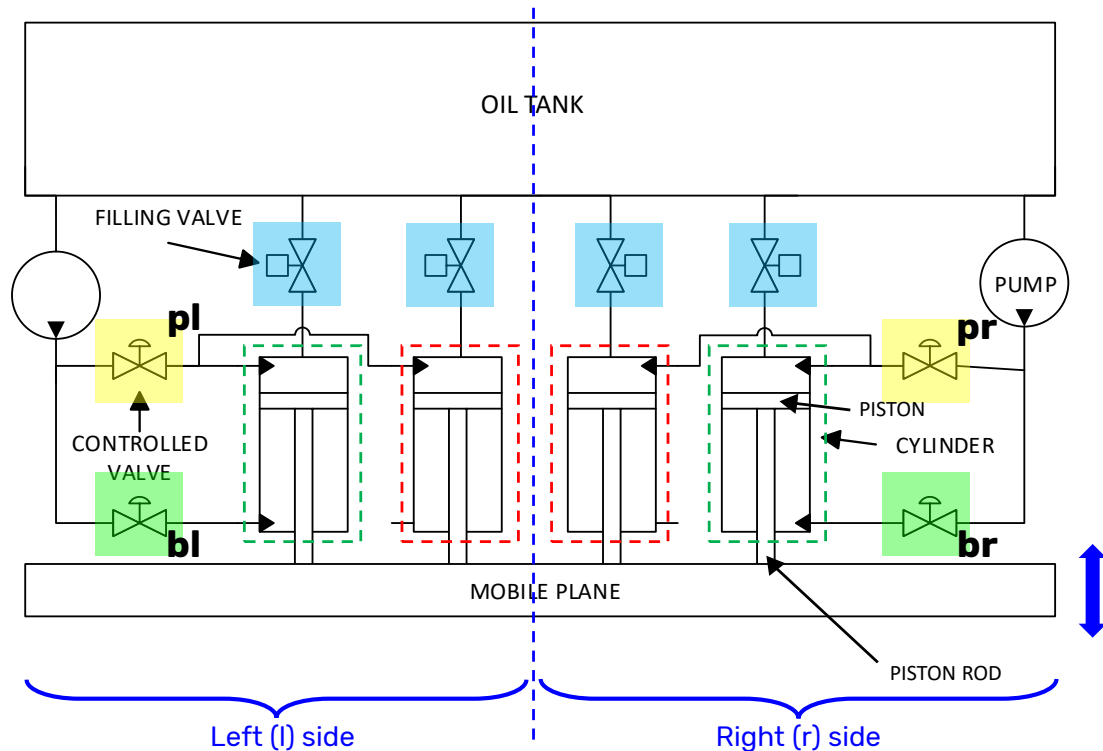 OIL TANK
FILLING VALVE
PUMP
pl
pr
PISTON
CONTROLLED
VALVE
CYLINDER
bl
br
MOBILE PLANE
PISTON ROD
Left (l) side
Right (r) side